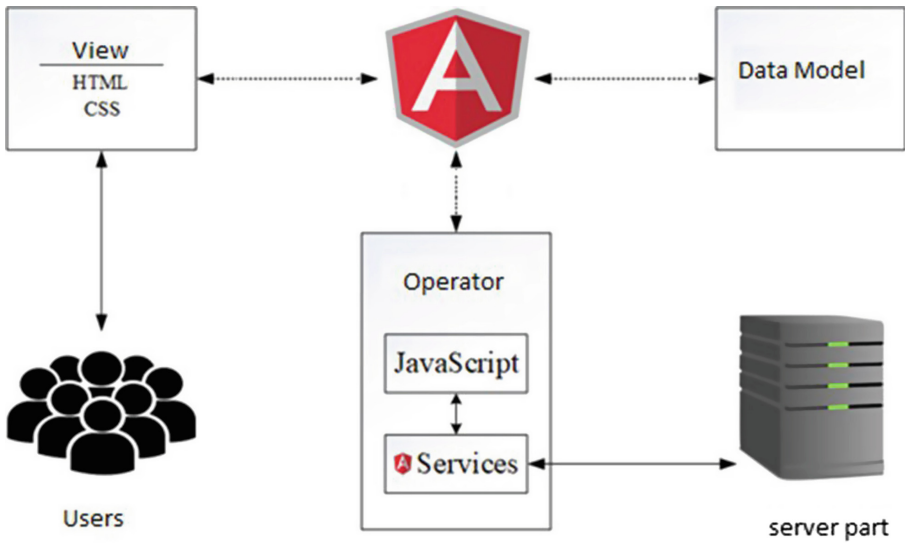 View
HTML
CSS
A
Data Model
Operator
JavaScript
A Services
Users
server part